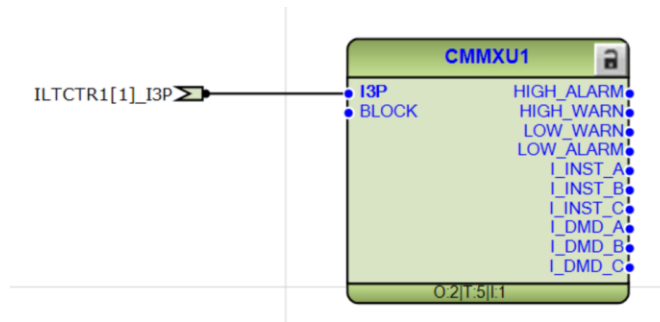 CMMXU1
ILTCTR1[1]_I3P
I3P
BLOCK
HIGH_ALARM
HIGH_WARN
LOW_WARN
LOW_ALARM
I_INST_A
I_INST_B
I_INST_C
I_DMD_A
I_DMD_B
I_DMD_C
O:2|T:5|I:1